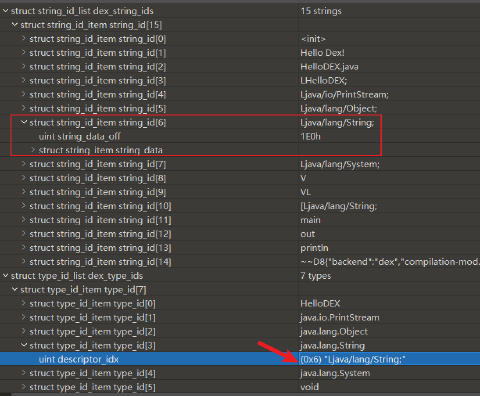 struct string_id_list dex_string_ids 15 strings
struct string_id_item string_id[15]
struct string_id_item string_id[0] <init>
struct string_id_item string_id[1] Hello Dex!
struct string_id_item string_id[2] HelloDEX.java
struct string_id_item string_id[3] LHelloDEX;
struct string_id_item string_id[4] Ljava/io/PrintStream;
struct string_id_item string_id[5] Ljava/lang/Object;
struct string_id_item string_id[6] Ljava/lang/String;
uint string_data_off 1E0h
struct string_item string_data
struct string_id_item string_id[7] Ljava/lang/System;
struct string_id_item string_id[8] V
struct string_id_item string_id[9] VL
struct string_id_item string_id[10] [Ljava/lang/String;
struct string_id_item string_id[11] main
struct string_id_item string_id[12] out
struct string_id_item string_id[13] println
struct string_id_item string_id[14] ~~D8{"backend":"dex","compilation-mod.
struct type_id_list dex_type_ids 7 types
struct type_id_item type_id[7]
struct type_id_item type_id[0] HelloDEX
struct type_id_item type_id[1] java.io.PrintStream
struct type_id_item type_id[2] java.lang.Object
struct type_id_item type_id[3] java.lang.String
uint descriptor_idx (0x6) "Ljava/lang/String;"
struct type_id_item type_id[4] java.lang.System
struct type_id_item type_id[5] void